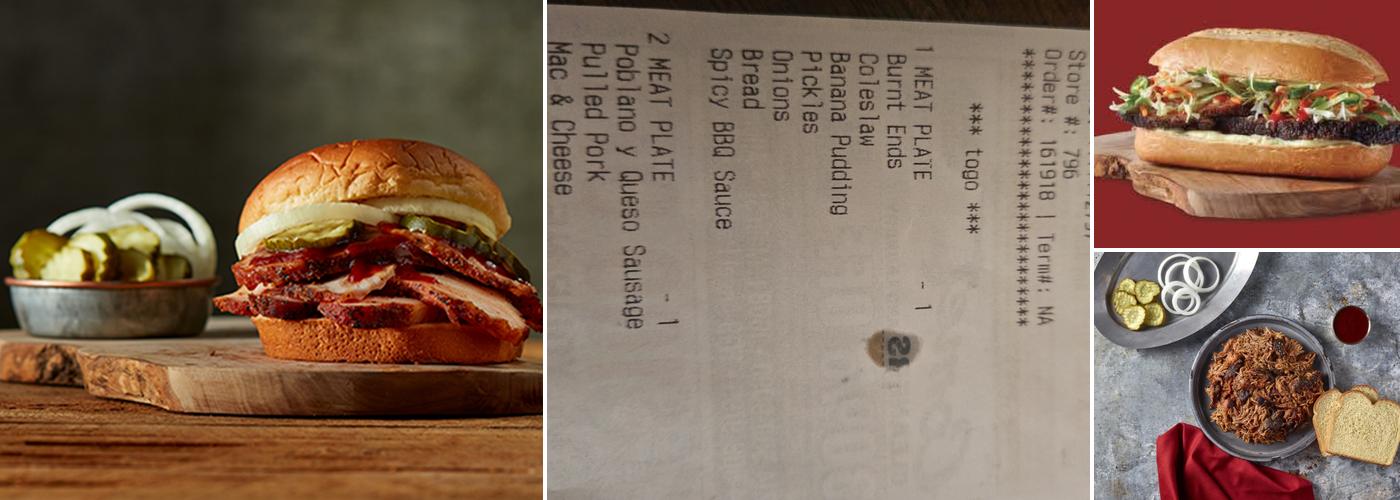 Store #: 796
Order#: 161918 | Term#: NA
*****************************
*** togo ***
1 MEAT PLATE - 1
Burnt Ends
Coleslaw
Banana Pudding
Pickles
Onions
Bread
Spicy BBQ Sauce
2 MEAT PLATE - 1
Poblano y Queso Sausage
Pulled Pork
Mac & Cheese